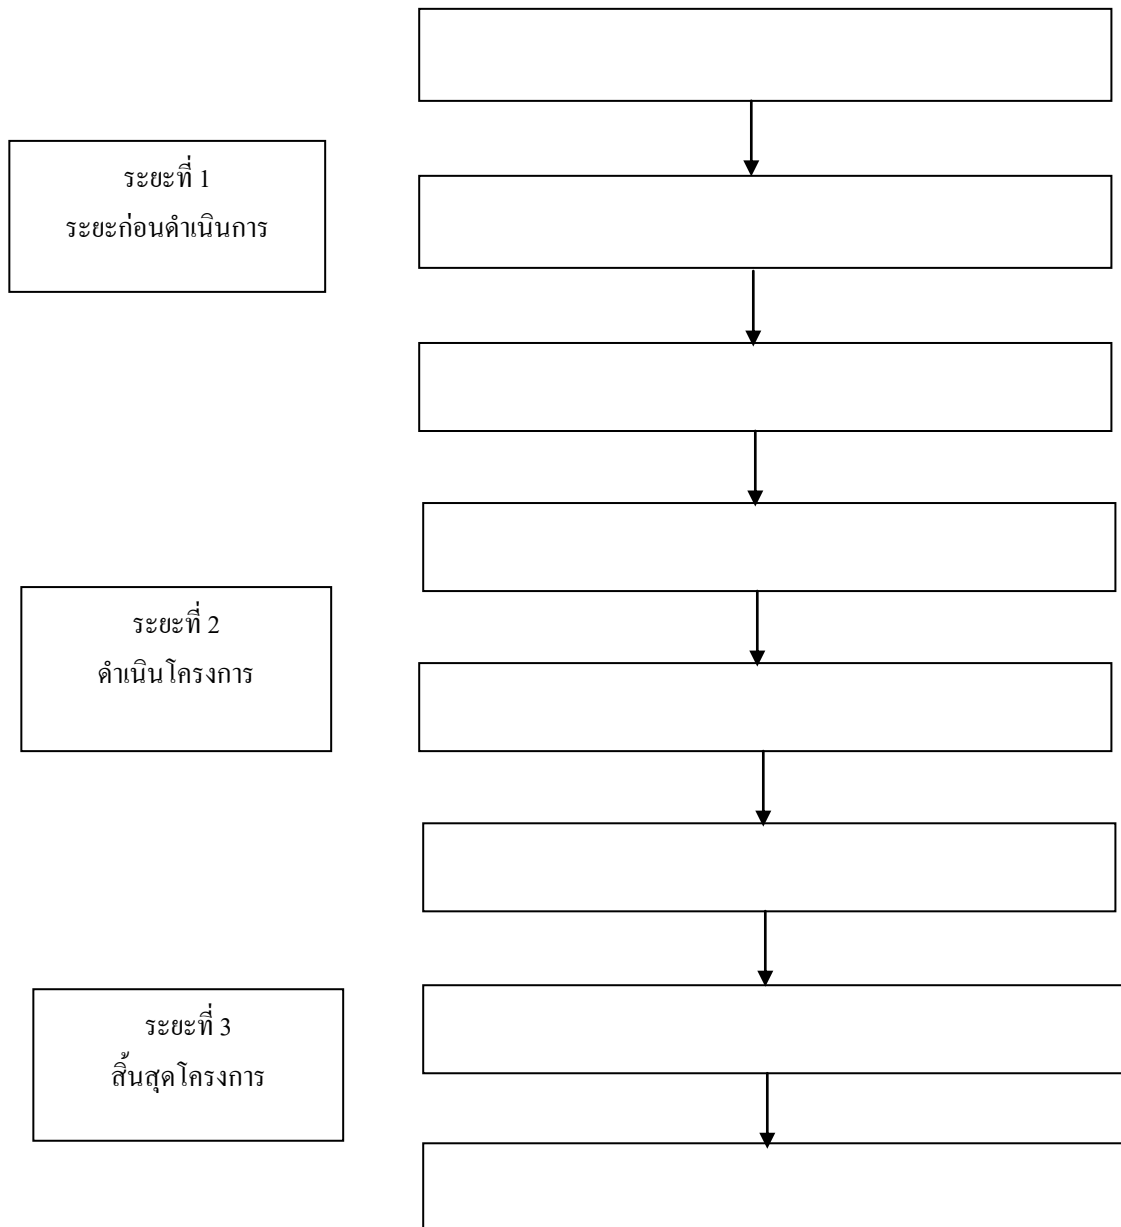 ระยะที่ 1
ระยะก่อนดำเนินการ
ระยะที่ 2
ดำเนินโครงการ
ระยะที่ 3
สิ้นสุดโครงการ